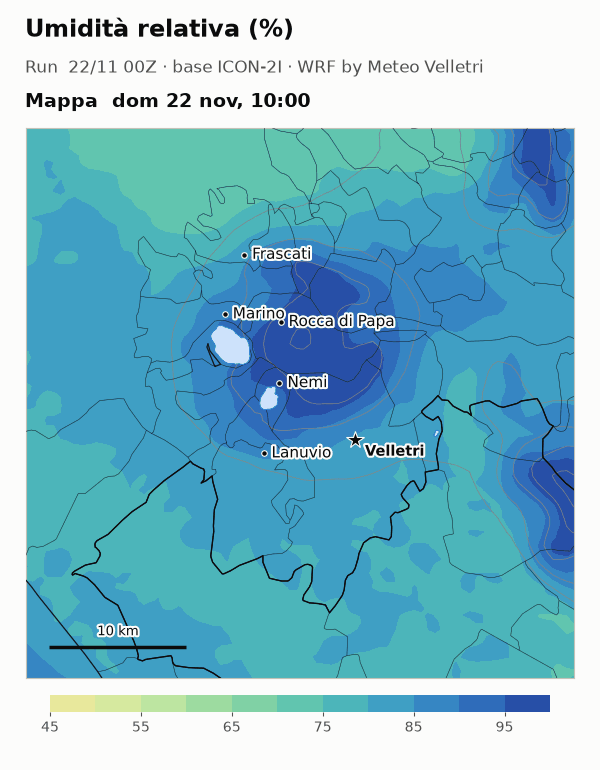 Umidità relativa (%)
Run  22/11 00Z · base ICON-2I · WRF by Meteo Velletri
Mappa  dom 22 nov, 10:00
Frascati
Marino
Rocca di Papa
Nemi
Velletri
Lanuvio
10 km
45 55 65 75 85 95